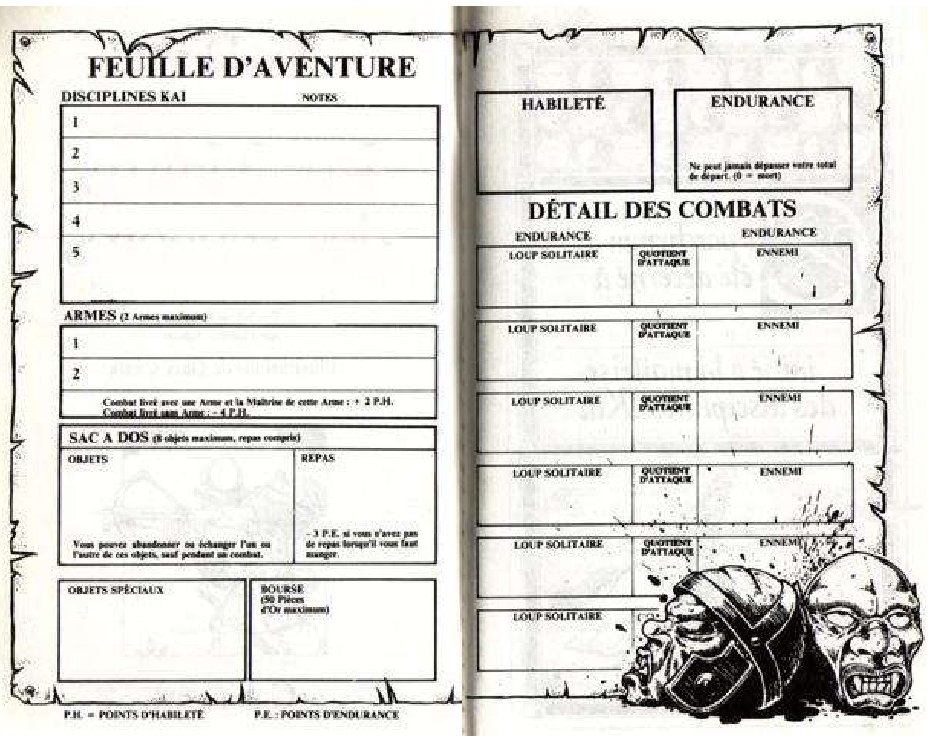 FEUILLE D'AVENTURE
DISCIPLINES KAI NOTES
1
2
3
4
5
ARMES (2 Armes maximum)
1
2
Combat livré avec une Arme et la Maîtrise de cette Arme : + 2 P.H.
Combat livré sans Arme : - 4 P.H.
SAC A DOS (8 objets maximum, repas compris)
OBJETS
Vous pouvez abandonner ou échanger l'un ou
l'autre de ces objets, sauf pendant un combat.
REPAS
- 3 P.E. si vous n'avez pas
de repas lorsqu'il vous faut
manger.
OBJETS SPÉCIAUX
BOURSE
(50 Pièces
d'Or maximum)
P.H. = POINTS D'HABILETÉ P.E. : POINTS D'ENDURANCE
HABILETÉ
ENDURANCE
Ne peut jamais dépasser votre total
de départ. (0 = mort)
DÉTAIL DES COMBATS
ENDURANCE ENDURANCE
LOUP SOLITAIRE
QUOTIENT
D'ATTAQUE
ENNEMI
LOUP SOLITAIRE
QUOTIENT
D'ATTAQUE
ENNEMI
LOUP SOLITAIRE
QUOTIENT
D'ATTAQUE
ENNEMI
LOUP SOLITAIRE
QUOTIENT
D'ATTAQUE
ENNEMI
LOUP SOLITAIRE
QUOTIENT
D'ATTAQUE
ENNEMI
LOUP SOLITAIRE